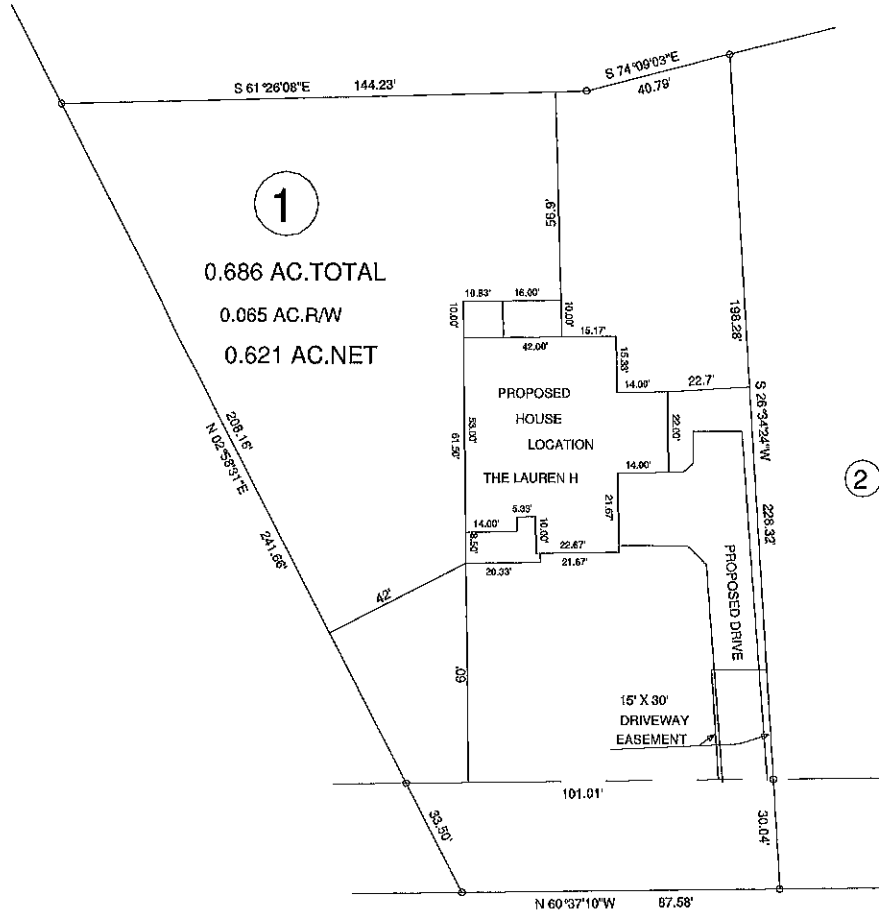 S 61°26'08"E 144.23'
S 74°09'03"E
40.79'
1
0.686 AC.TOTAL
0.065 AC.R/W
0.621 AC.NET
56.9'
198.28'
10.83' 16.00'
10.00'
10.00'
15.17'
42.00'
15.33'
14.00' 22.7'
PROPOSED
HOUSE
LOCATION
THE LAUREN H
53.00'
61.50'
22.00'
S 26°34'24"W
228.32'
2
208.16'
N 02°58'31"E
241.66'
14.00'
21.67'
5.33'
14.00'
10.00'
8.50'
22.67'
20.33' 21.67'
PROPOSED DRIVE
42'
60'
15' X 30'
DRIVEWAY
EASEMENT
101.01'
33.50'
30.04'
N 60°37'10"W 87.58'